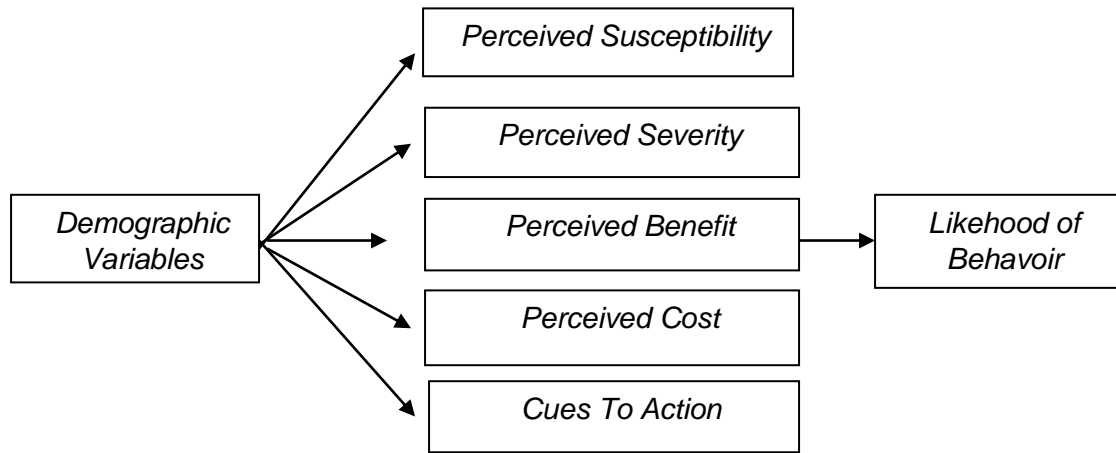 Perceived Susceptibility
Perceived Severity
Demographic
Variables
Perceived Benefit
Likehood of
Behavoir
Perceived Cost
Cues To Action